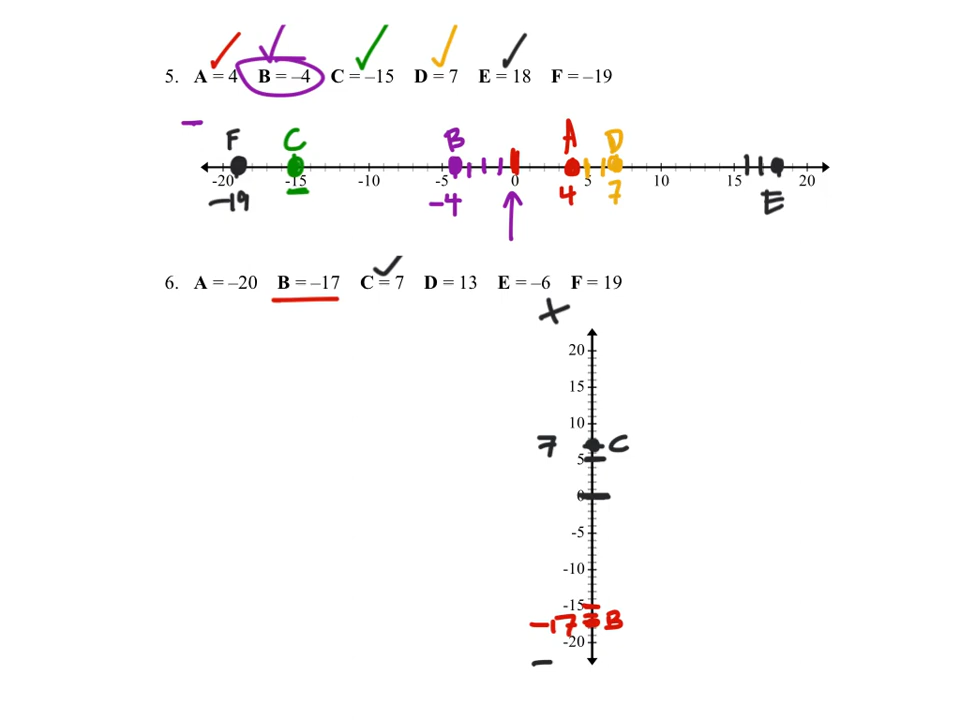 5. A = 4 B = –4 C = –15 D = 7 E = 18 F = –19
–
F C B A D
-20 -15 -10 -5 0 5 10 15 20
–19 –4 4 7 E
6. A = –20 B = –17 C = 7 D = 13 E = –6 F = 19
+
20
15
10
7 C
5
0
-5
-10
-15
–17 B
-20
–